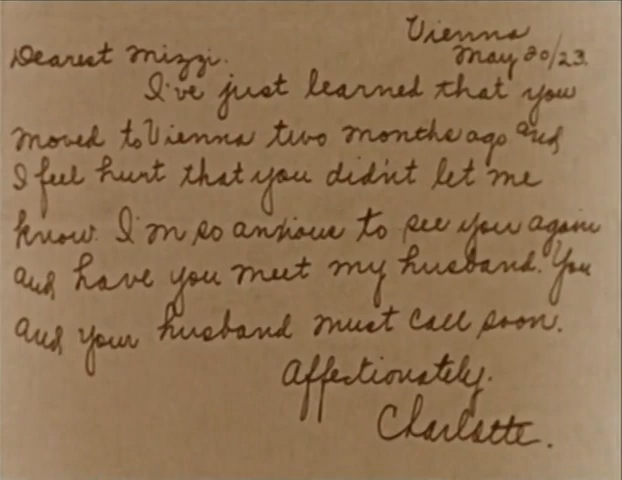 Vienna
May 20/23.
Dearest Mizzi.
I've just learned that you
moved to Vienna two months ago and
I feel hurt that you didn't let me
know. I'm so anxious to see you again
and have you meet my husband. You
and your husband must call soon.
Affectionately.
Charlotte.